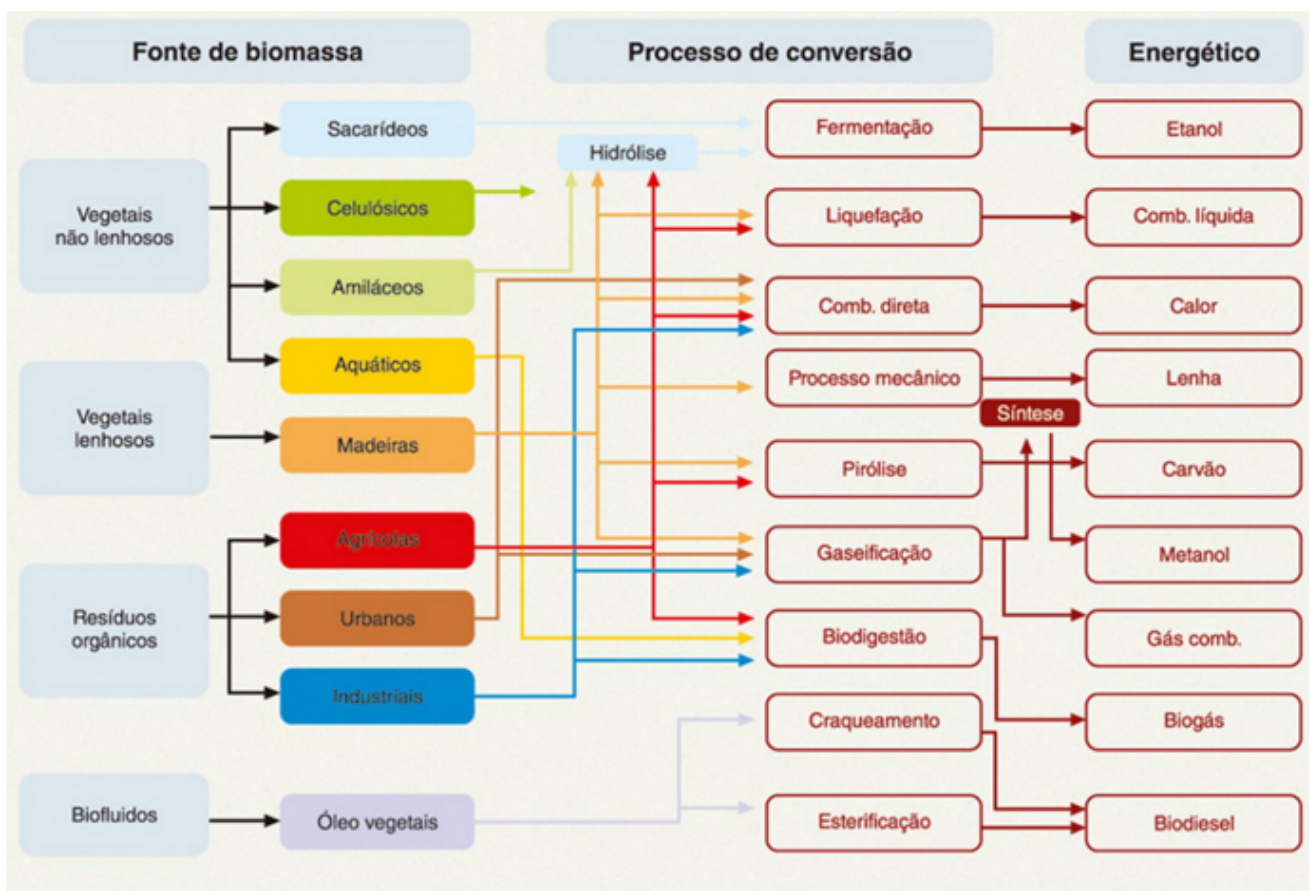 Fonte de biomassa
Processo de conversão
Energético
Vegetais
não lenhosos
Vegetais
lenhosos
Resíduos
orgânicos
Biofluidos
Sacarídeos
Celulósicos
Amiláceos
Aquáticos
Madeiras
Agrícolas
Urbanos
Industriais
Óleo vegetais
Hidrólise
Fermentação
Liquefação
Comb. direta
Processo mecânico
Pirólise
Gaseificação
Biodigestão
Craqueamento
Esterificação
Síntese
Etanol
Comb. líquida
Calor
Lenha
Carvão
Metanol
Gás comb.
Biogás
Biodiesel